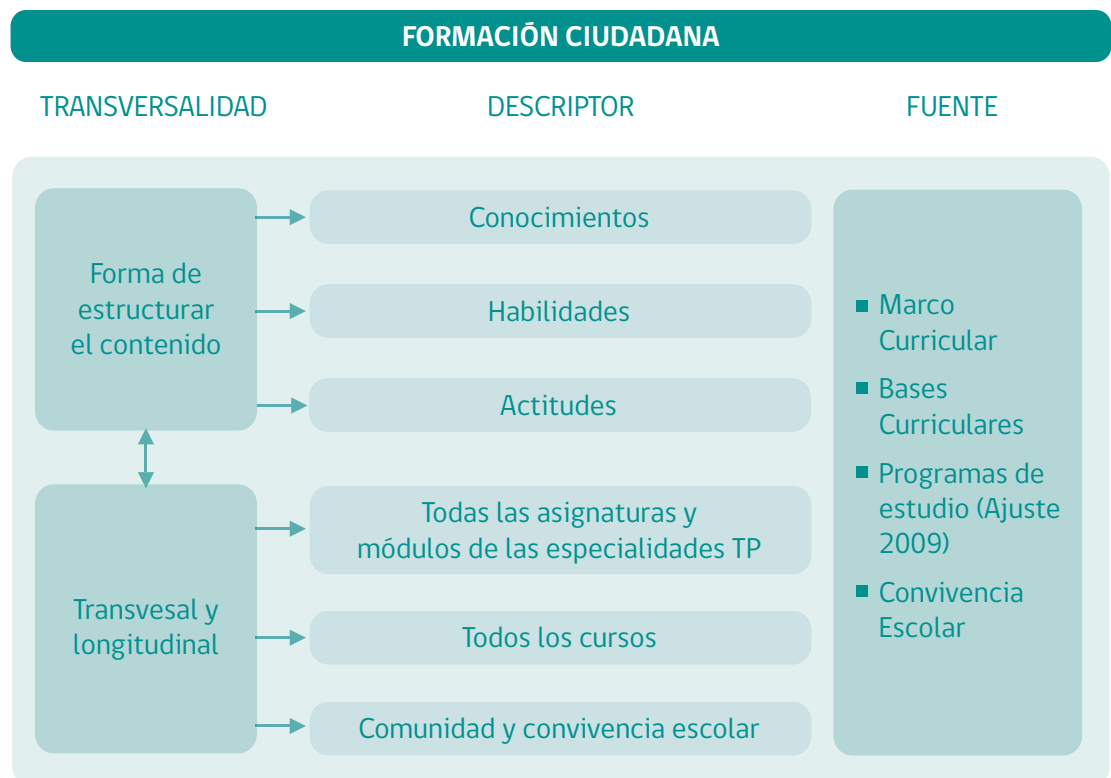 FORMACIÓN CIUDADANA
TRANSVERSALIDAD
DESCRIPTOR
FUENTE
Forma de
estructurar
el contenido
Conocimientos
Habilidades
Actitudes
Transvesal y
longitudinal
Todas las asignaturas y
módulos de las especialidades TP
Todos los cursos
Comunidad y convivencia escolar
Marco
Curricular
Bases
Curriculares
Programas de
estudio (Ajuste
2009)
Convivencia
Escolar